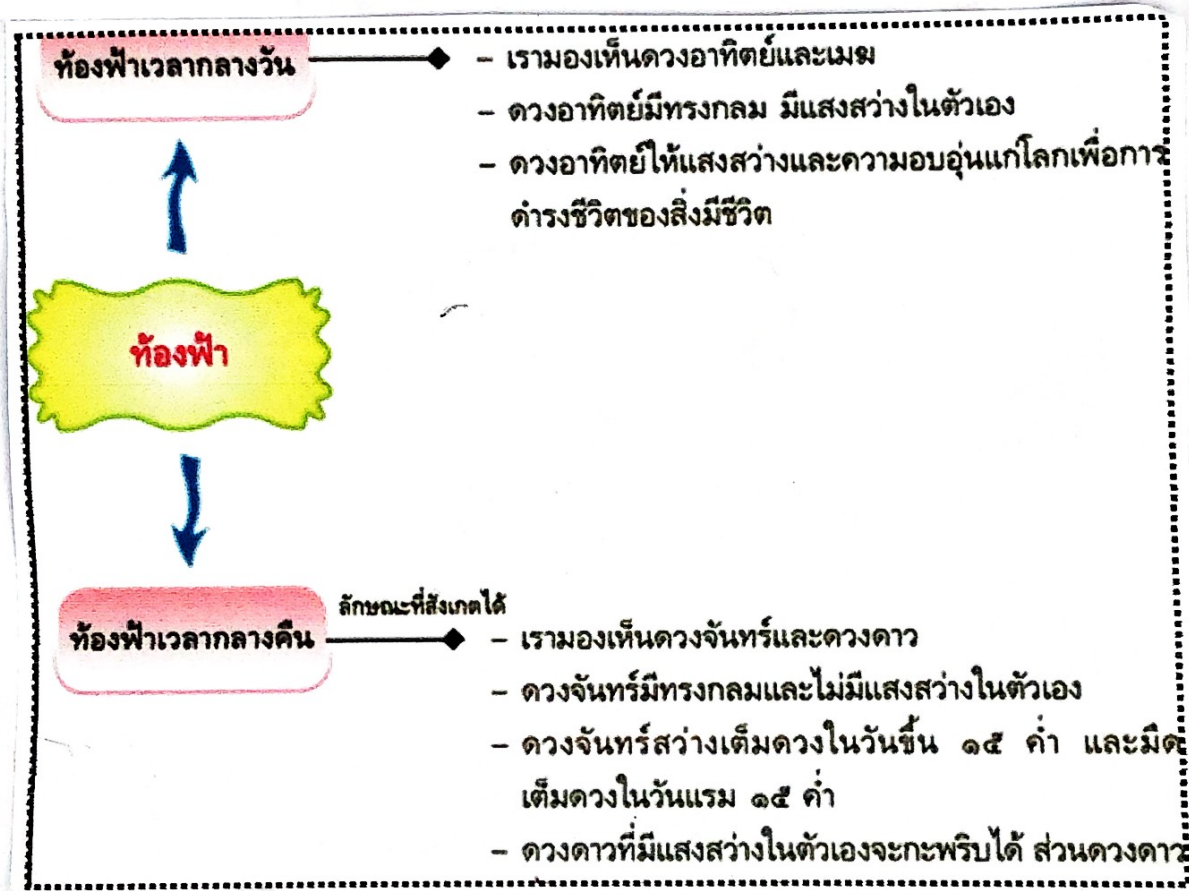 ท้องฟ้าเวลากลางวัน
- เรามองเห็นดวงอาทิตย์และเมฆ
- ดวงอาทิตย์มีทรงกลม มีแสงสว่างในตัวเอง
- ดวงอาทิตย์ให้แสงสว่างและความอบอุ่นแก่โลกเพื่อการ
ดำรงชีวิตของสิ่งมีชีวิต
ท้องฟ้า
ท้องฟ้าเวลากลางคืน
ลักษณะที่สังเกตได้
- เรามองเห็นดวงจันทร์และดวงดาว
- ดวงจันทร์มีทรงกลมและไม่มีแสงสว่างในตัวเอง
- ดวงจันทร์สว่างเต็มดวงในวันขึ้น ๑๕ ค่ำ และมืด
เต็มดวงในวันแรม ๑๕ ค่ำ
- ดวงดาวที่มีแสงสว่างในตัวเองจะกะพริบได้ ส่วนดวงดาว